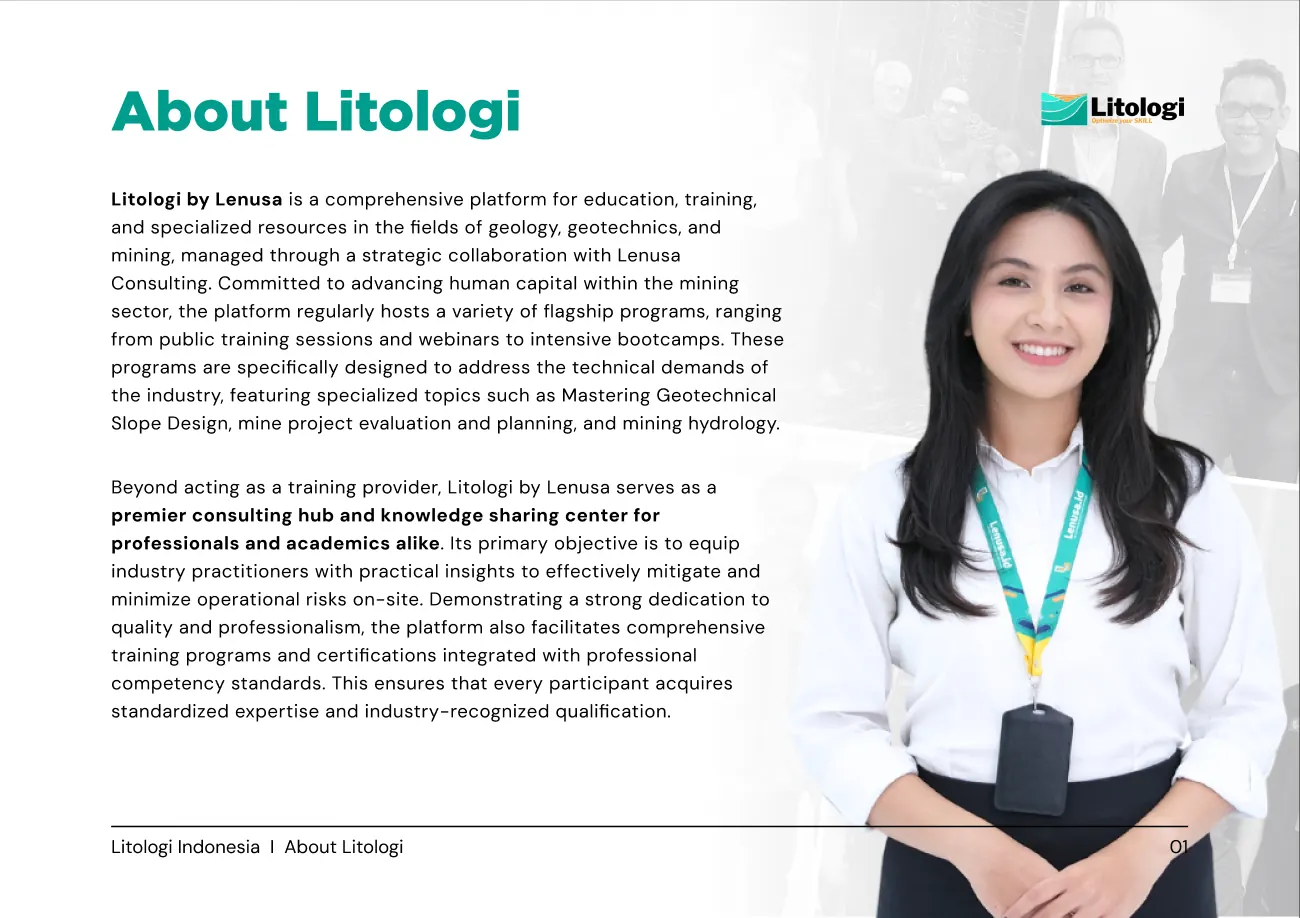 About Litologi
Litologi
Optimize your SKILL
Litologi by Lenusa is a comprehensive platform for education, training,
and specialized resources in the fields of geology, geotechnics, and
mining, managed through a strategic collaboration with Lenusa
Consulting. Committed to advancing human capital within the mining
sector, the platform regularly hosts a variety of flagship programs, ranging
from public training sessions and webinars to intensive bootcamps. These
programs are specifically designed to address the technical demands of
the industry, featuring specialized topics such as Mastering Geotechnical
Slope Design, mine project evaluation and planning, and mining hydrology.
Beyond acting as a training provider, Litologi by Lenusa serves as a
premier consulting hub and knowledge sharing center for
professionals and academics alike. Its primary objective is to equip
industry practitioners with practical insights to effectively mitigate and
minimize operational risks on-site. Demonstrating a strong dedication to
quality and professionalism, the platform also facilitates comprehensive
training programs and certifications integrated with professional
competency standards. This ensures that every participant acquires
standardized expertise and industry-recognized qualification.
Lenusa.id
Lenusa.id
Litologi Indonesia I About Litologi
01